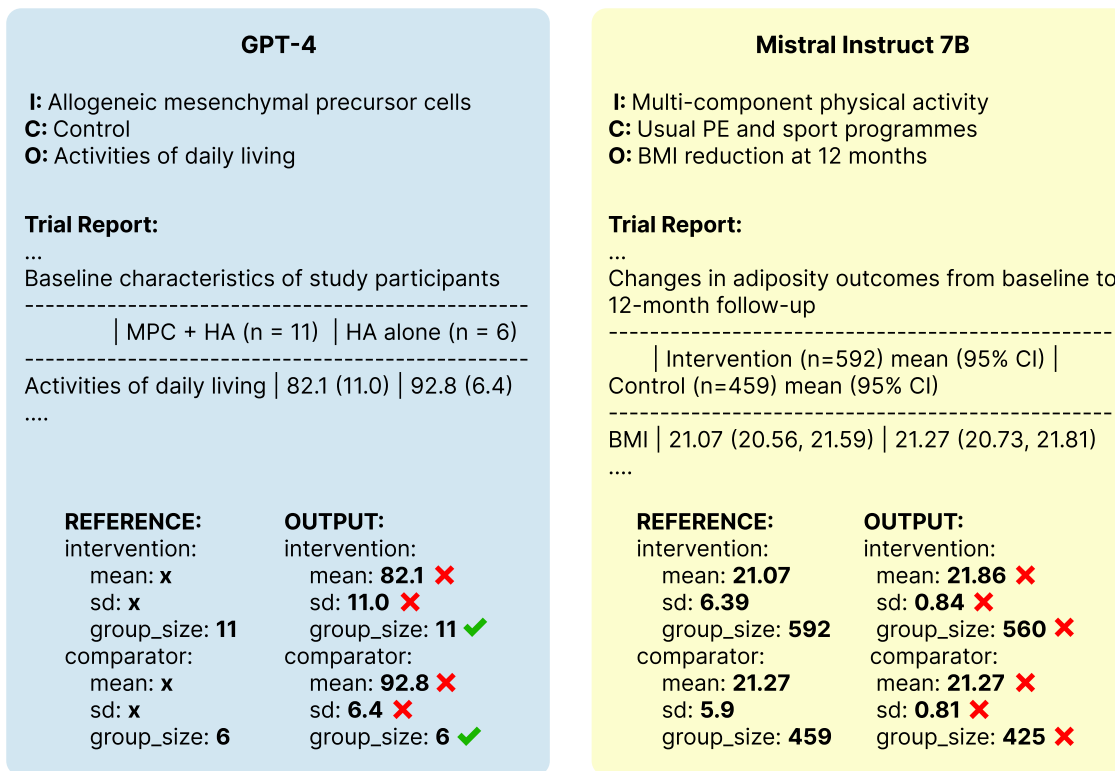 GPT-4
I: Allogeneic mesenchymal precursor cells
C: Control
O: Activities of daily living
Trial Report:
...
Baseline characteristics of study participants
-------------------------------------------------
| MPC + HA (n = 11) | HA alone (n = 6)
-------------------------------------------------
Activities of daily living | 82.1 (11.0) | 92.8 (6.4)
....
REFERENCE:
intervention:
mean: x
sd: x
group_size: 11
comparator:
mean: x
sd: x
group_size: 6
OUTPUT:
intervention:
mean: 82.1 ❌
sd: 11.0 ❌
group_size: 11 ✔
comparator:
mean: 92.8 ❌
sd: 6.4 ❌
group_size: 6 ✔
Mistral Instruct 7B
I: Multi-component physical activity
C: Usual PE and sport programmes
O: BMI reduction at 12 months
Trial Report:
...
Changes in adiposity outcomes from baseline to
12-month follow-up
-------------------------------------------------
| Intervention (n=592) mean (95% CI) |
Control (n=459) mean (95% CI)
-------------------------------------------------
BMI | 21.07 (20.56, 21.59) | 21.27 (20.73, 21.81)
....
REFERENCE:
intervention:
mean: 21.07
sd: 6.39
group_size: 592
comparator:
mean: 21.27
sd: 5.9
group_size: 459
OUTPUT:
intervention:
mean: 21.86 ❌
sd: 0.84 ❌
group_size: 560 ❌
comparator:
mean: 21.27 ❌
sd: 0.81 ❌
group_size: 425 ❌